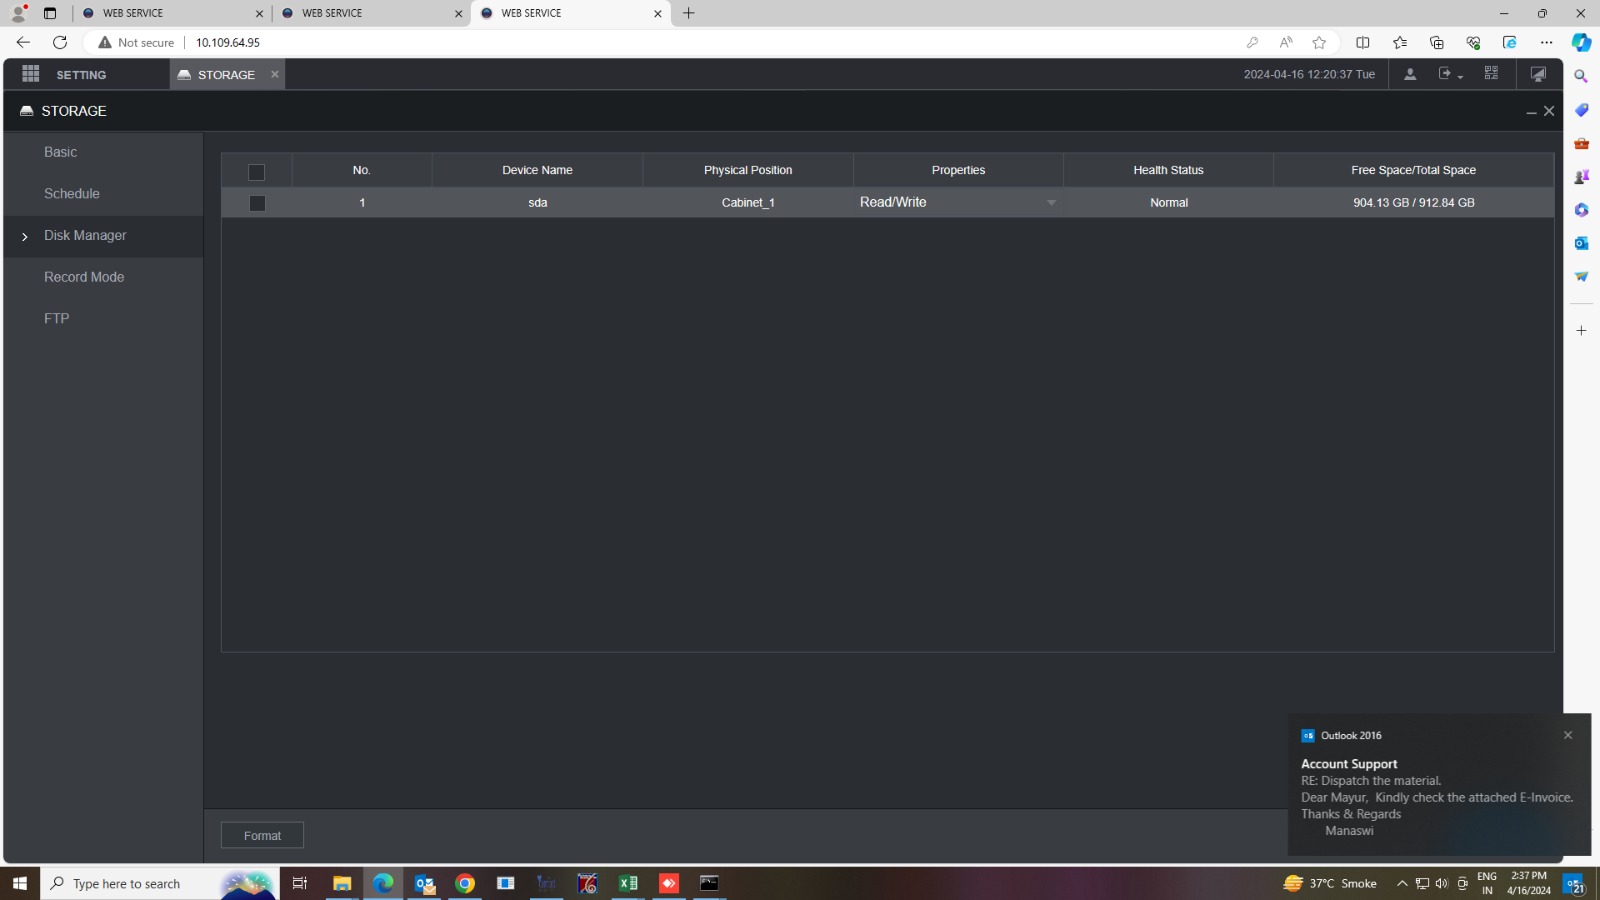 WEB SERVICE
WEB SERVICE
WEB SERVICE
Not secure
10.109.64.95
SETTING
STORAGE
2024-04-16 12:20:37 Tue
STORAGE
Basic
Schedule
Disk Manager
Record Mode
FTP
No. Device Name Physical Position Properties Health Status Free Space/Total Space
1 sda Cabinet_1 Read/Write Normal 904.13 GB / 912.84 GB
Format
Outlook 2016
Account Support
RE: Dispatch the material.
Dear Mayur, Kindly check the attached E-Invoice.
Thanks & Regards
Manaswi
Type here to search
37°C Smoke
ENG
IN
2:37 PM
4/16/2024
21